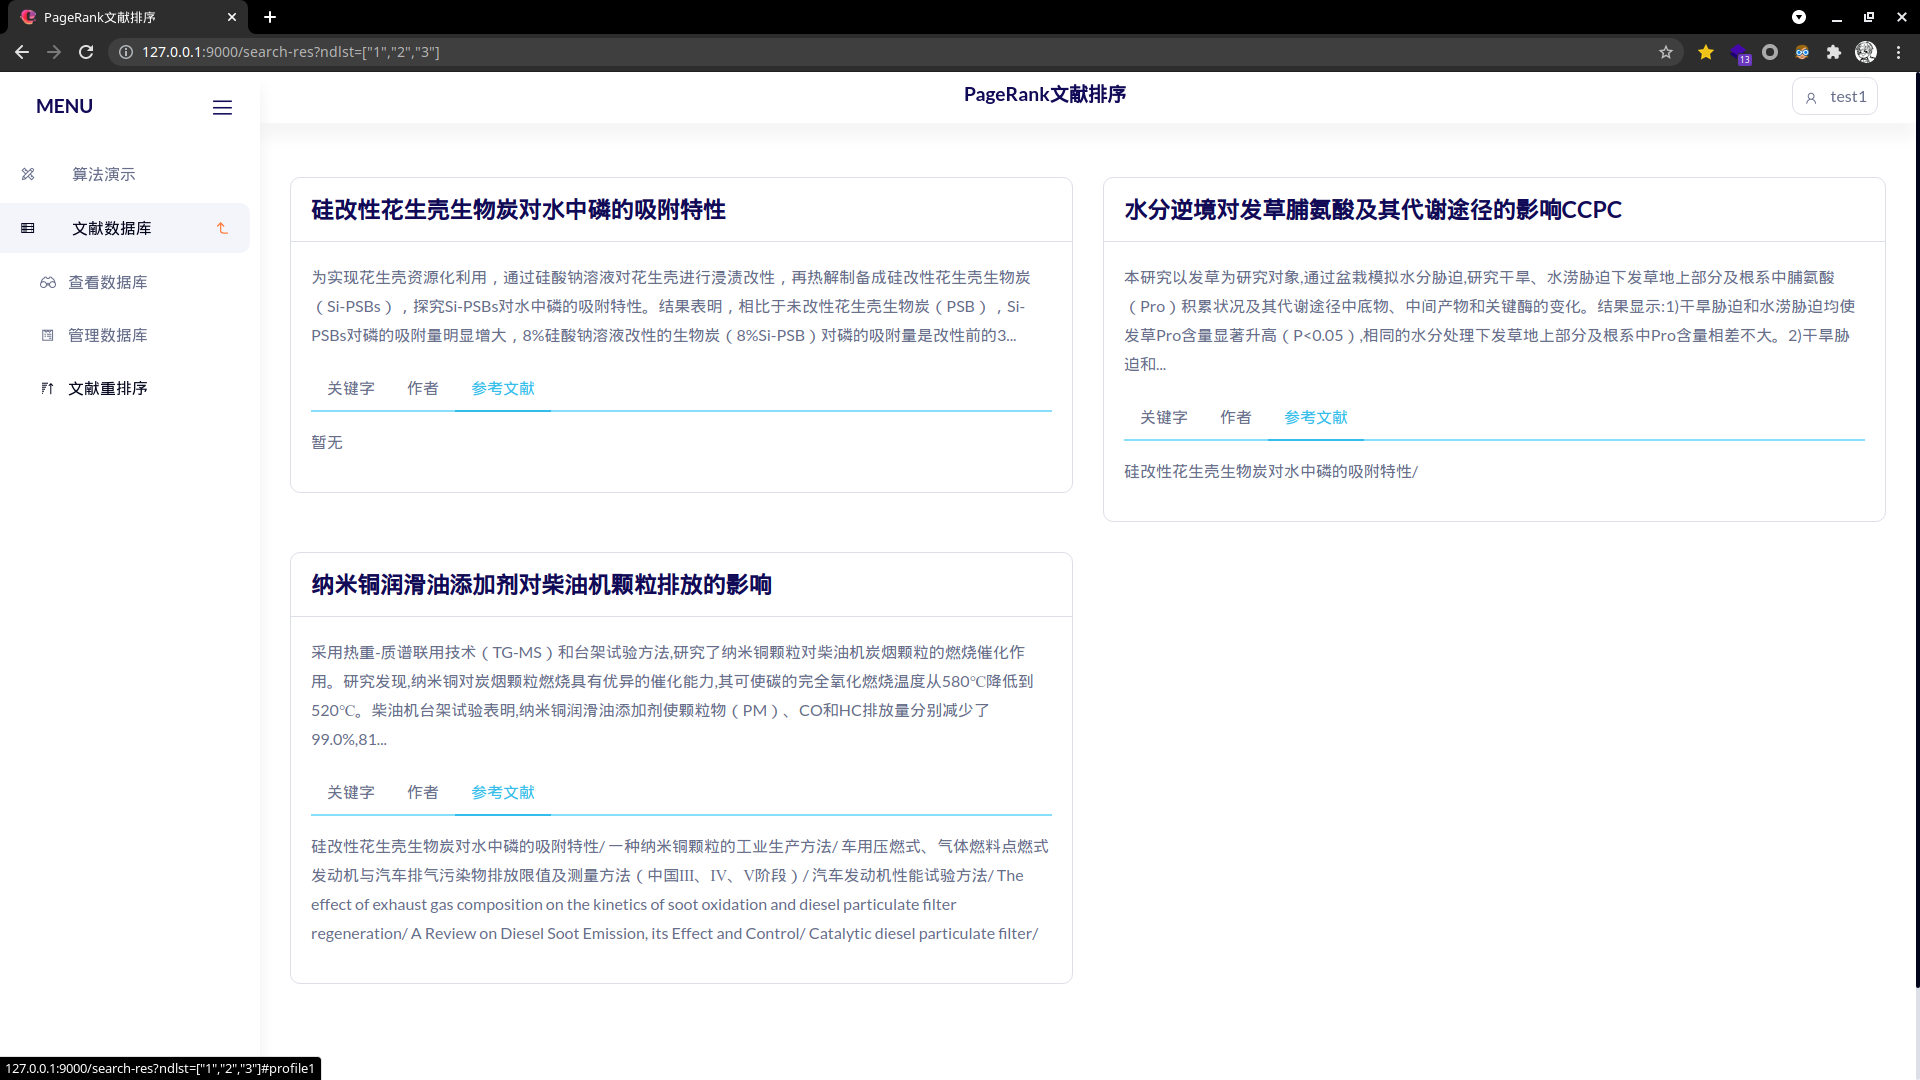 PageRank文献排序
127.0.0.1:9000/search-res?ndlst=["1","2","3"]
13
MENU
PageRank文献排序
test1
算法演示
文献数据库
查看数据库
管理数据库
文献重排序
硅改性花生壳生物炭对水中磷的吸附特性
为实现花生壳资源化利用，通过硅酸钠溶液对花生壳进行浸渍改性，再热解制备成硅改性花生壳生物炭
（Si-PSBs），探究Si-PSBs对水中磷的吸附特性。结果表明，相比于未改性花生壳生物炭（PSB），Si-
PSBs对磷的吸附量明显增大，8%硅酸钠溶液改性的生物炭（8%Si-PSB）对磷的吸附量是改性前的3...
关键字 作者 参考文献
暂无
水分逆境对发草脯氨酸及其代谢途径的影响CCPC
本研究以发草为研究对象,通过盆栽模拟水分胁迫,研究干旱、水涝胁迫下发草地上部分及根系中脯氨酸
（Pro）积累状况及其代谢途径中底物、中间产物和关键酶的变化。结果显示:1)干旱胁迫和水涝胁迫均使
发草Pro含量显著升高（P<0.05）,相同的水分处理下发草地上部分及根系中Pro含量相差不大。2)干旱胁
迫和...
关键字 作者 参考文献
硅改性花生壳生物炭对水中磷的吸附特性/
纳米铜润滑油添加剂对柴油机颗粒排放的影响
采用热重-质谱联用技术（TG-MS）和台架试验方法,研究了纳米铜颗粒对柴油机炭烟颗粒的燃烧催化作
用。研究发现,纳米铜对炭烟颗粒燃烧具有优异的催化能力,其可使碳的完全氧化燃烧温度从580℃降低到
520℃。柴油机台架试验表明,纳米铜润滑油添加剂使颗粒物（PM）、CO和HC排放量分别减少了
99.0%,81...
关键字 作者 参考文献
硅改性花生壳生物炭对水中磷的吸附特性/ 一种纳米铜颗粒的工业生产方法/ 车用压燃式、气体燃料点燃式
发动机与汽车排气污染物排放限值及测量方法（中国III、IV、V阶段）/ 汽车发动机性能试验方法/ The
effect of exhaust gas composition on the kinetics of soot oxidation and diesel particulate filter
regeneration/ A Review on Diesel Soot Emission, its Effect and Control/ Catalytic diesel particulate filter/
127.0.0.1:9000/search-res?ndlst=["1","2","3"]#profile1